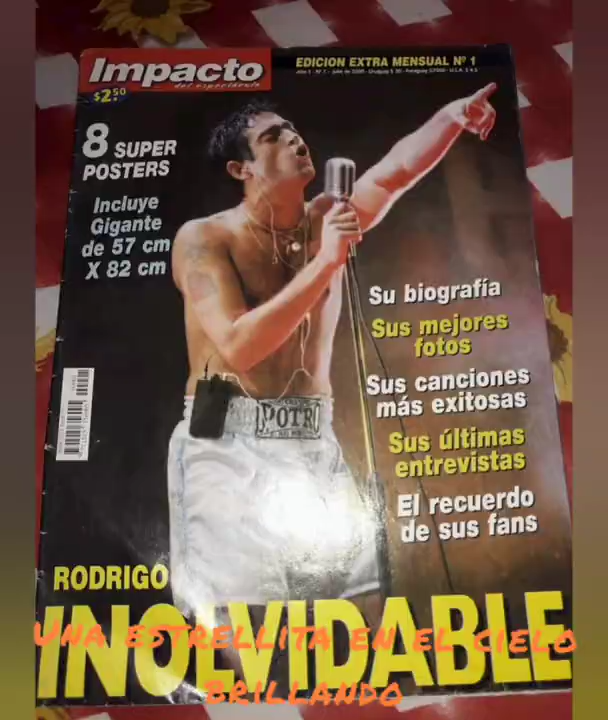 Impacto
del espectáculo
$2.50
EDICION EXTRA MENSUAL Nº 1
8 SUPER
POSTERS
Incluye
Gigante
de 57 cm
X 82 cm
Su biografía
Sus mejores
fotos
Sus canciones
más exitosas
POTRO
Sus últimas
entrevistas
El recuerdo
de sus fans
RODRIGO
INOLVIDABLE
Una estrellita en el cielo
brillando